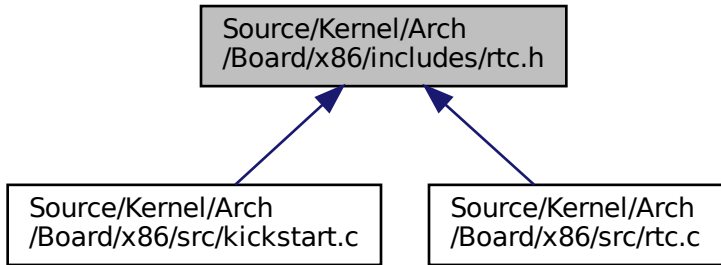 Source/Kernel/Arch
/Board/x86/includes/rtc.h
Source/Kernel/Arch
/Board/x86/src/kickstart.c
Source/Kernel/Arch
/Board/x86/src/rtc.c